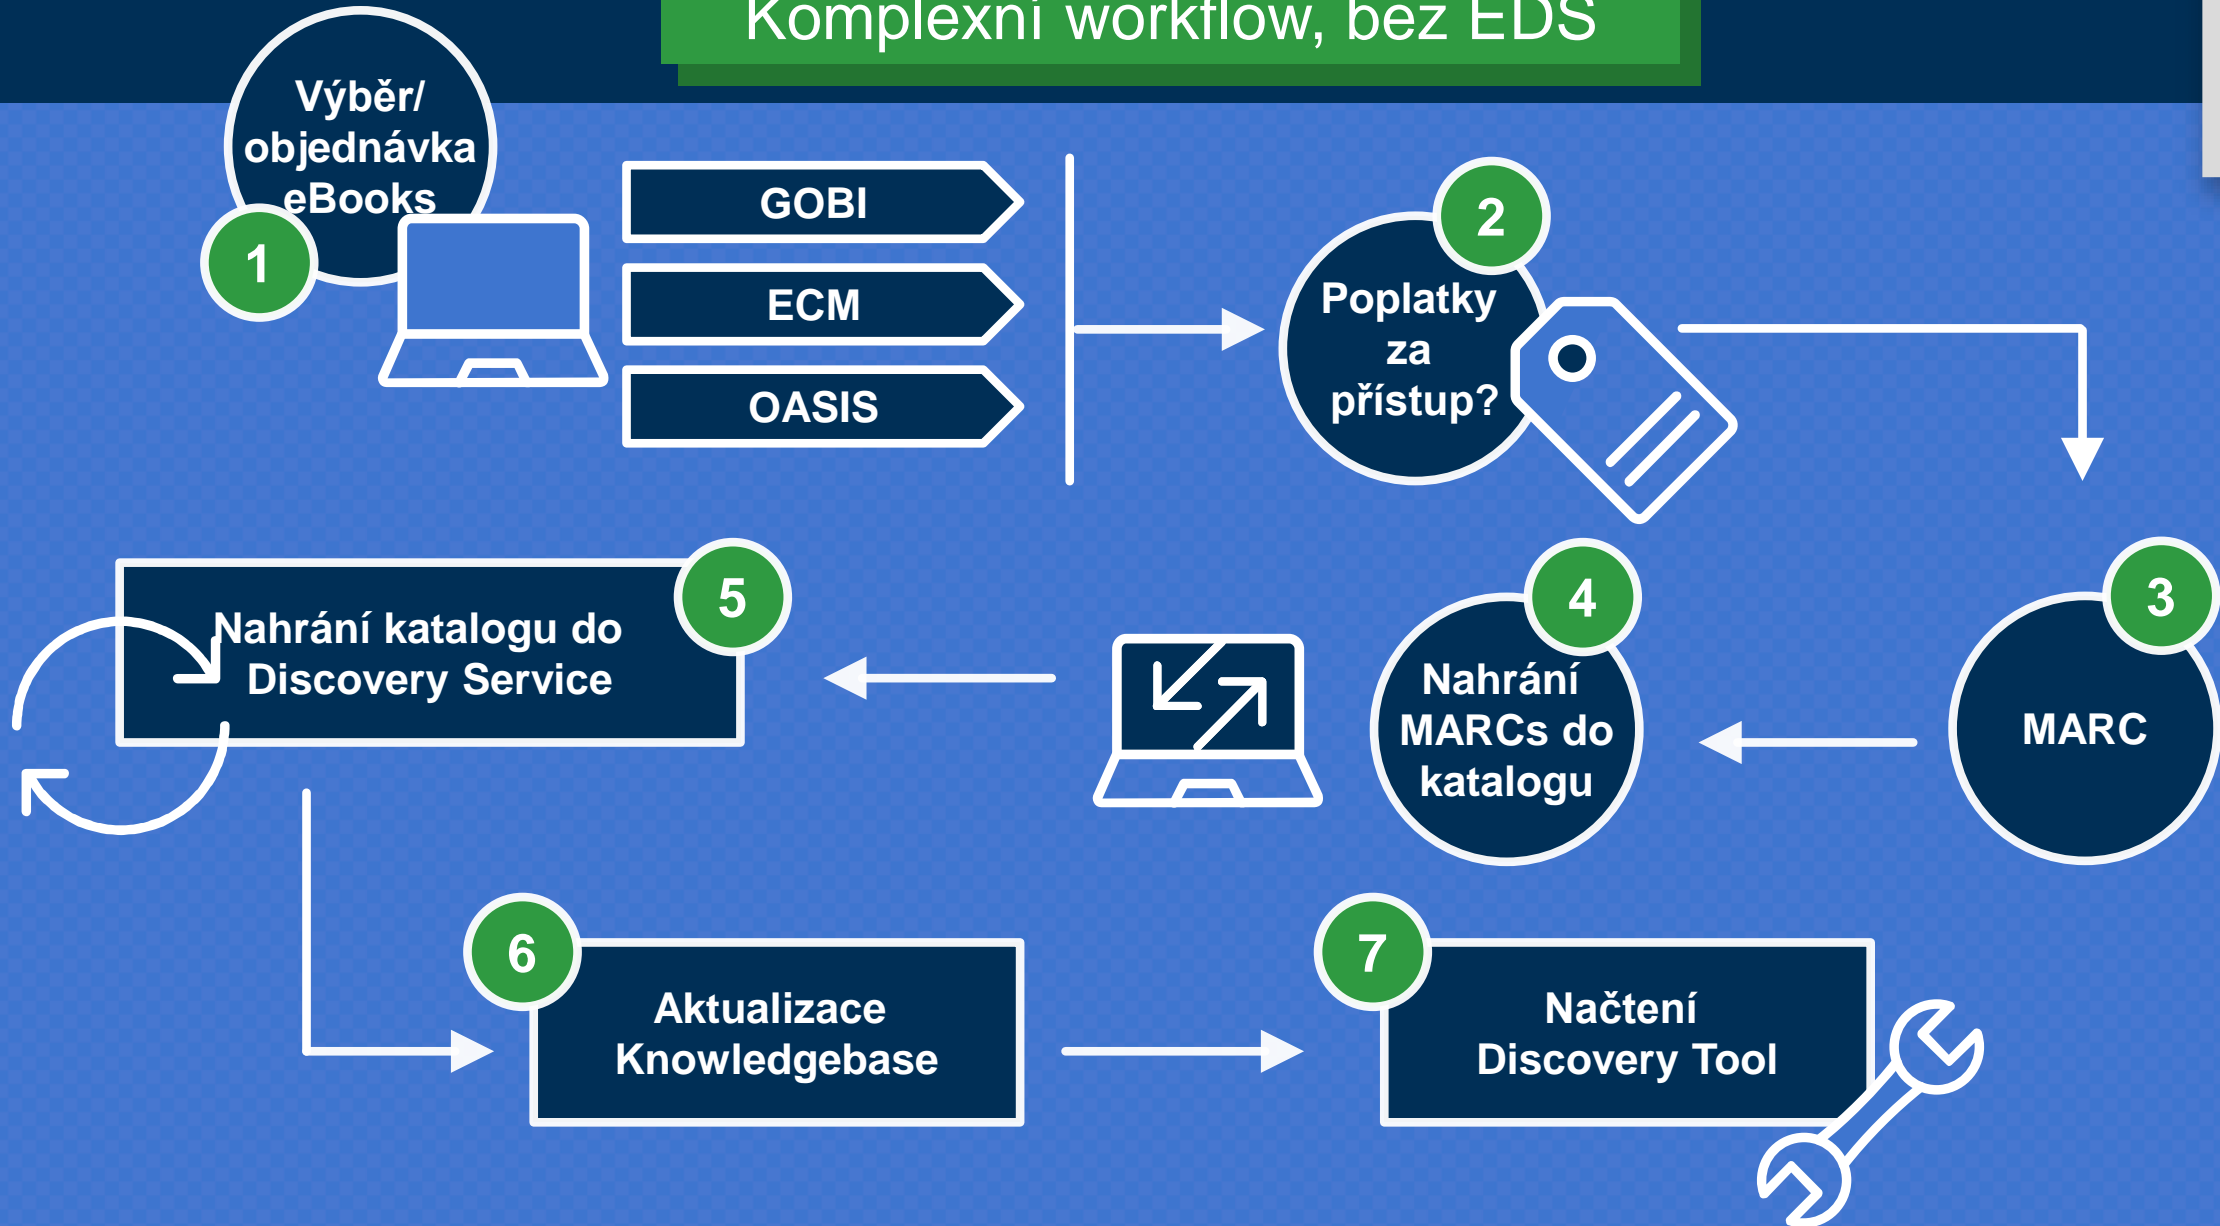 Komplexní workflow, bez EDS
Výběr/
objednávka
eBooks
1
GOBI
ECM
OASIS
2
Poplatky
za
přístup?
3
MARC
4
Nahrání
MARCs do
katalogu
5
Nahrání katalogu do
Discovery Service
6
Aktualizace
Knowledgebase
7
Načtení
Discovery Tool